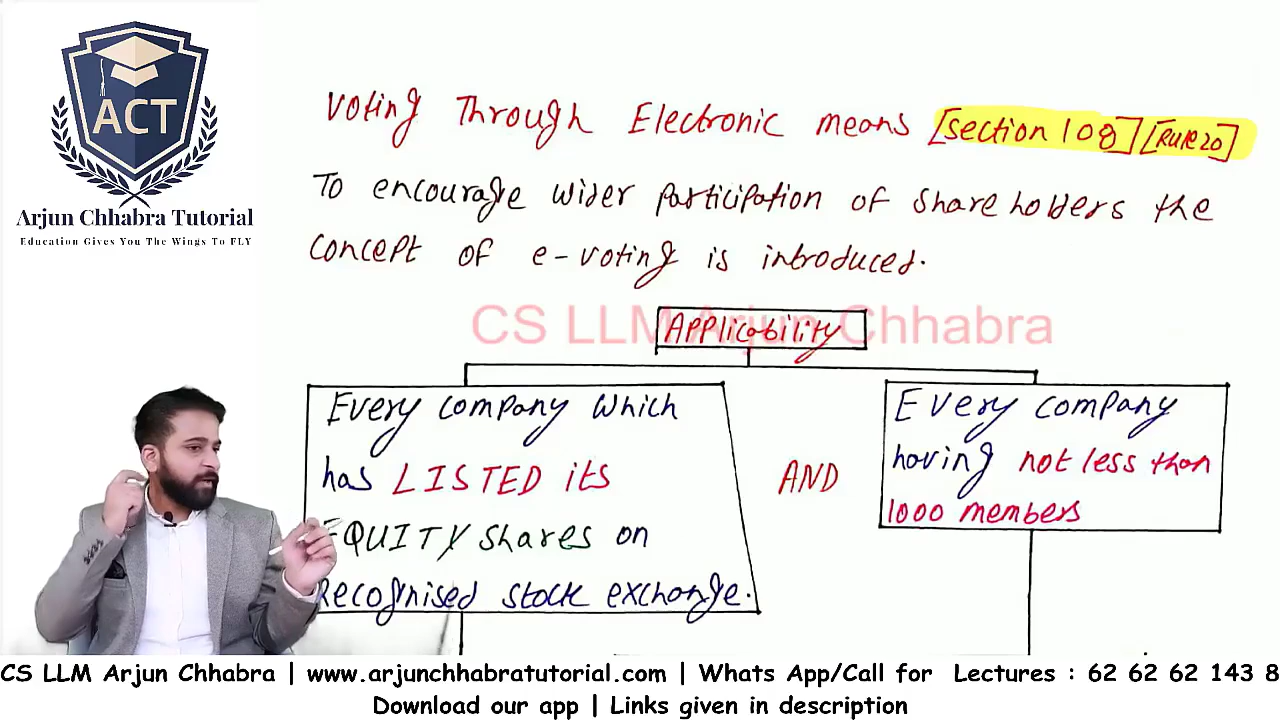 ACT
Arjun Chhabra Tutorial
Education Gives You The Wings To FLY
Voting Through Electronic means [section 108] [Rule 20]
To encourage wider participation of shareholders the
concept of e-voting is introduced.
CS LLM Arjun Chhabra
Applicability
Every company which
has LISTED its
EQUITY shares on
Recognised stock exchange.
AND
Every company
having not less than
1000 members
CS LLM Arjun Chhabra | www.arjunchhabratutorial.com | Whats App/Call for Lectures : 62 62 62 143 8
Download our app | Links given in description